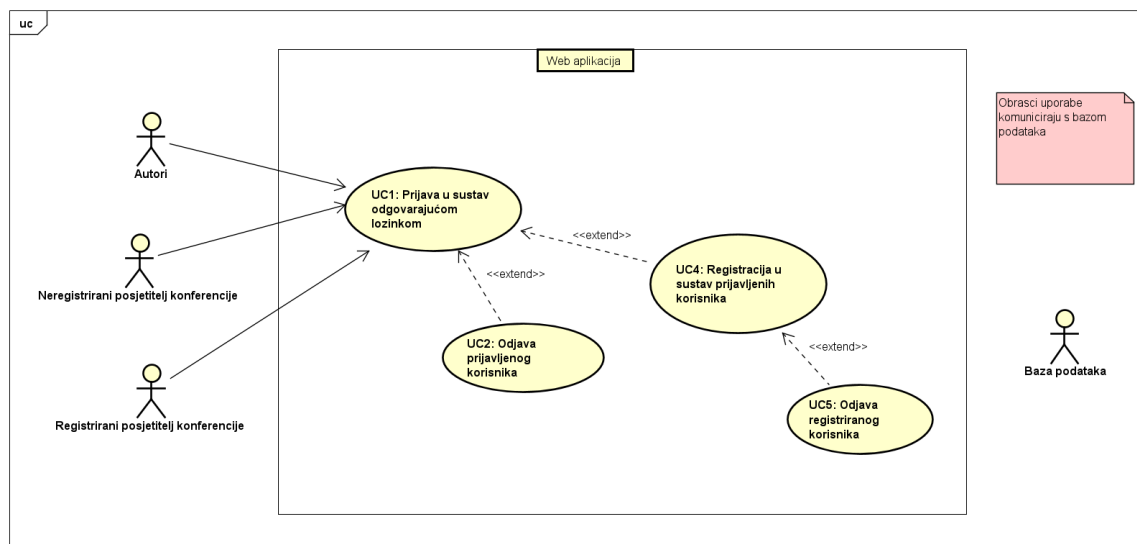 uc
Web aplikacija
Obrasci uporabe
komuniciraju s bazom
podataka
Autori
UC1: Prijava u sustav
odgovarajućom
lozinkom
<<extend>>
UC4: Registracija u
sustav prijavljenih
korisnika
<<extend>>
Neregistrirani posjetitelj konferencije
UC2: Odjava
prijavljenog
korisnika
<<extend>>
Baza podataka
UC5: Odjava
registriranog
korisnika
Registrirani posjetitelj konferencije